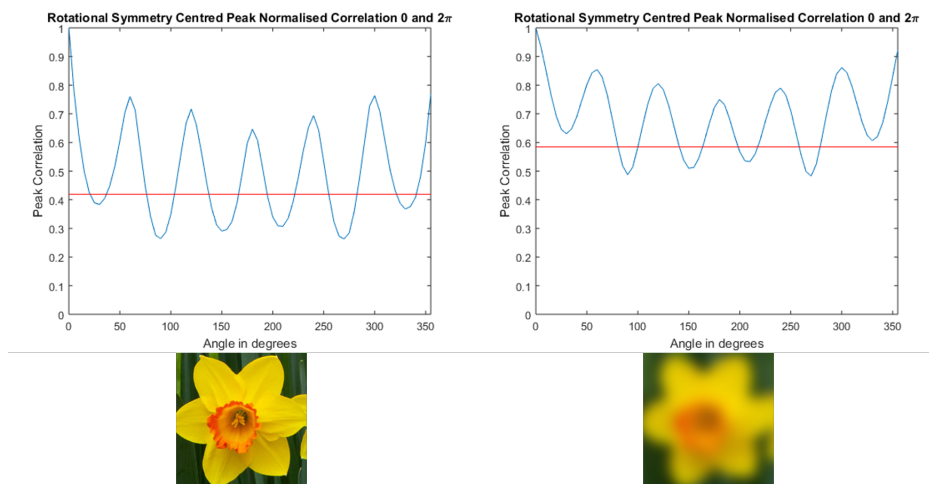 Rotational Symmetry Centred Peak Normalised Correlation 0 and 2π
1
0.9
0.8
0.7
0.6
0.5
0.4
0.3
0.2
0.1
0
Peak Correlation
0 50 100 150 200 250 300 350
Angle in degrees
Rotational Symmetry Centred Peak Normalised Correlation 0 and 2π
1
0.9
0.8
0.7
0.6
0.5
0.4
0.3
0.2
0.1
0
Peak Correlation
0 50 100 150 200 250 300 350
Angle in degrees